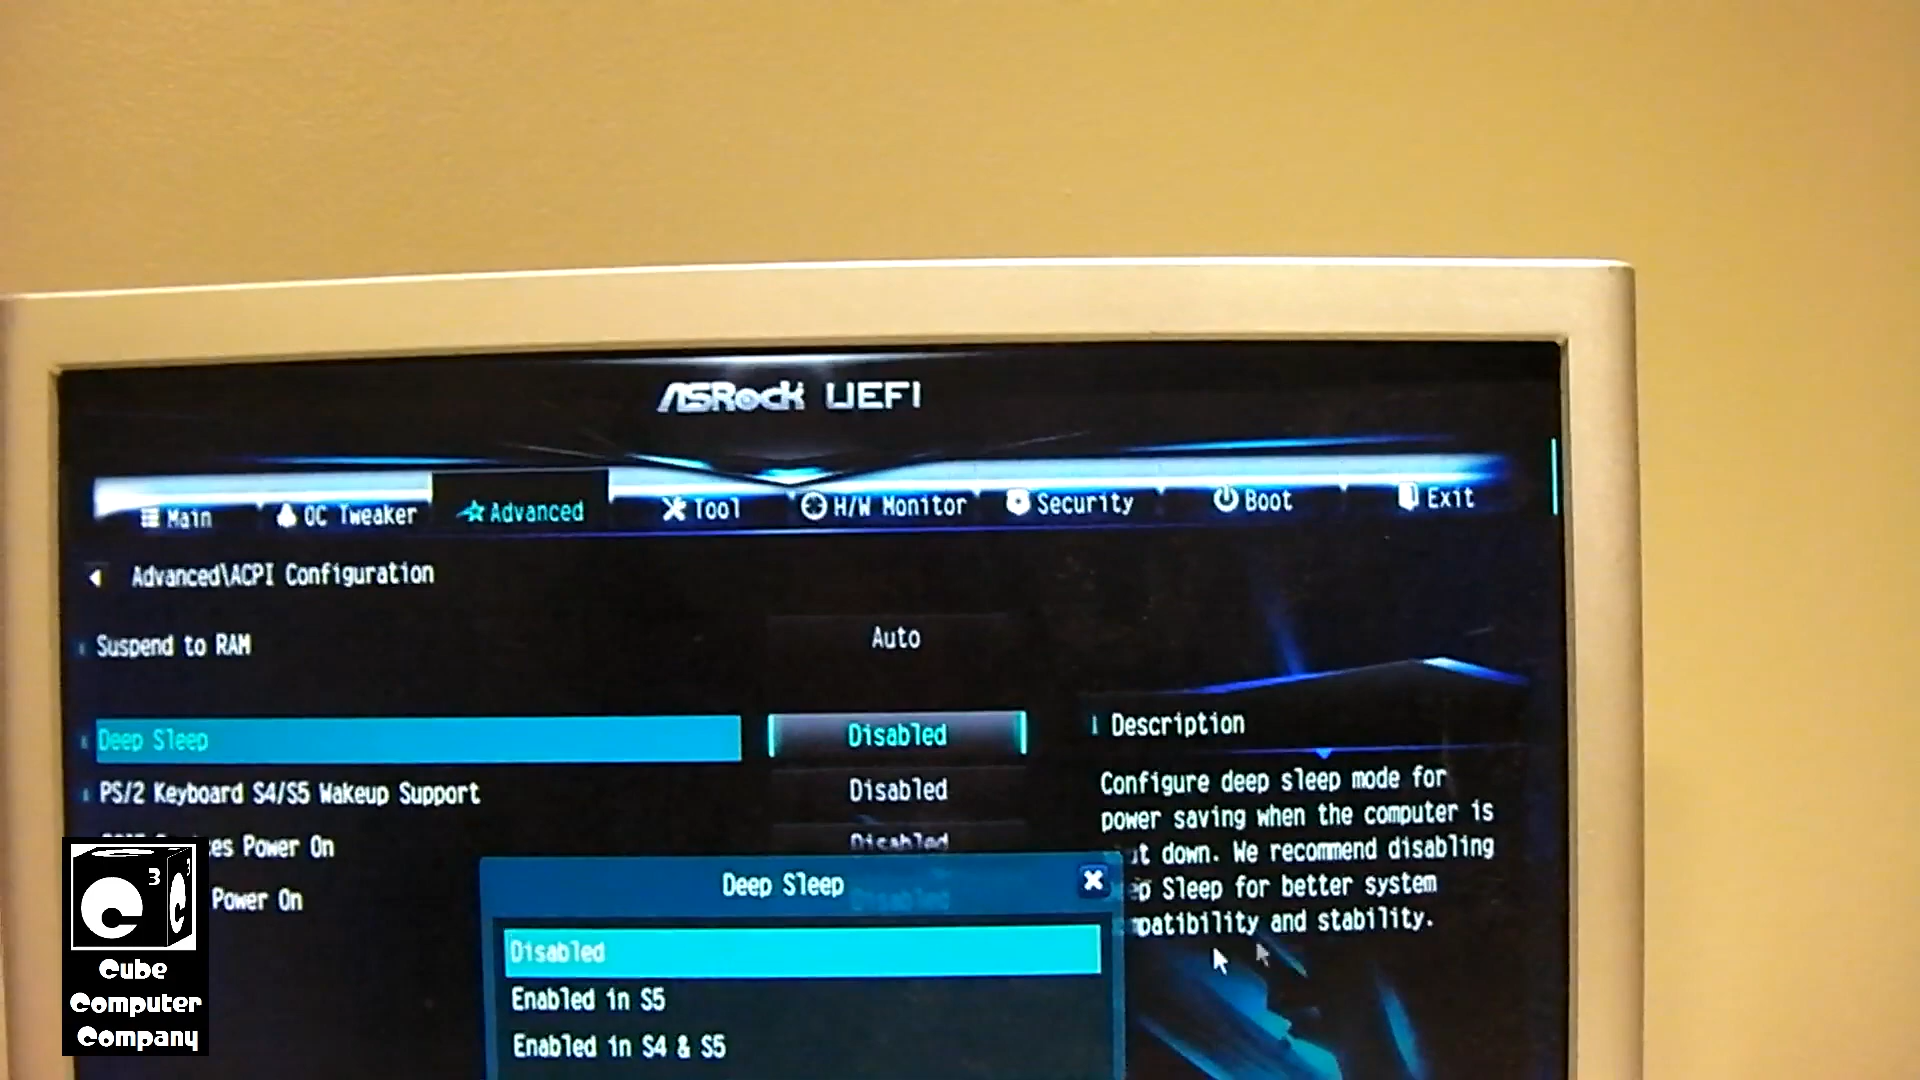 ASRock UEFI
Main OC Tweaker Advanced Tool H/W Monitor Security Boot Exit
Advanced\ACPI Configuration
Suspend to RAM Auto
Deep Sleep Disabled
PS/2 Keyboard S4/S5 Wakeup Support Disabled
Power On Disabled
Power On Disabled
Description
Configure deep sleep mode for
power saving when the computer is
down. We recommend disabling
Sleep for better system
and stability.
Deep Sleep
Disabled
Enabled in S5
Enabled in S4 & S5
C3 C
Cube
Computer
Company